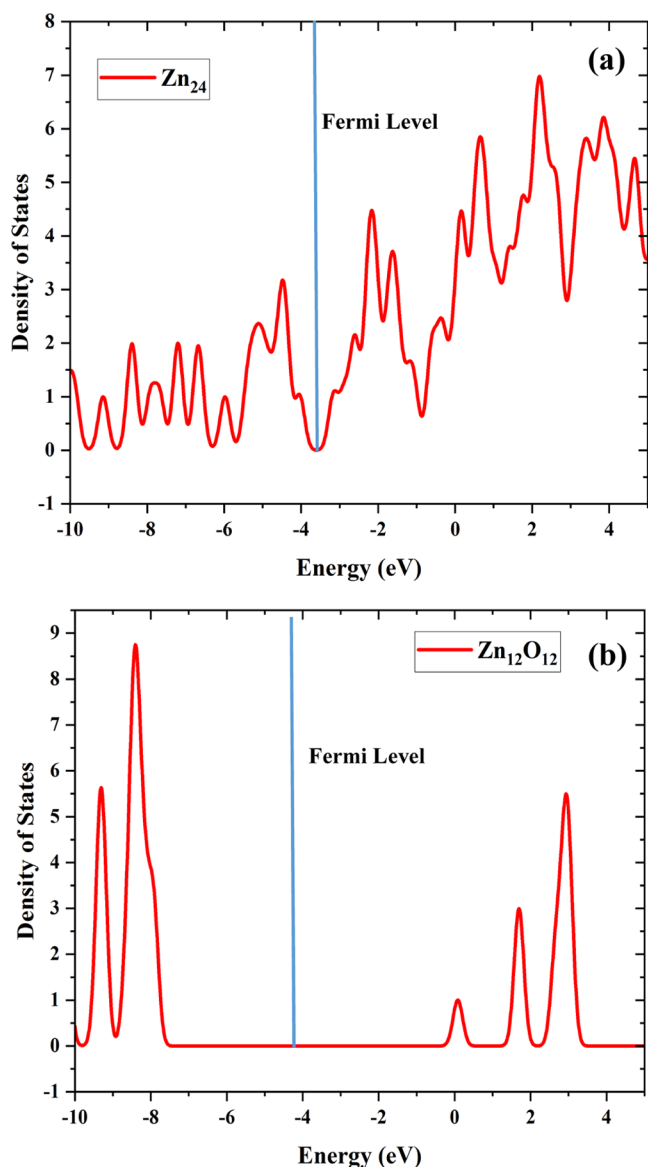 8
7
6
5
4
3
2
1
0
-1
Density of States
Zn24
(a)
Fermi Level
-10 -8 -6 -4 -2 0 2 4
Energy (eV)
9
8
7
6
5
4
3
2
1
0
-1
Density of States
Zn12O12
(b)
Fermi Level
-10 -8 -6 -4 -2 0 2 4
Energy (eV)